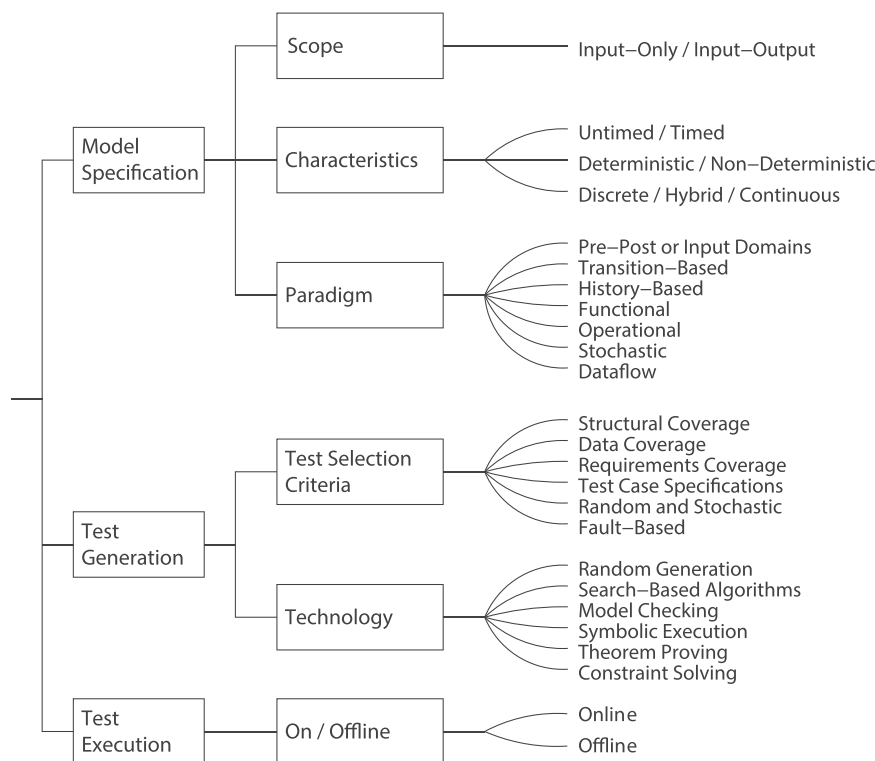 Scope
Input−Only / Input−Output
Model
Specification
Characteristics
Untimed / Timed
Deterministic / Non−Deterministic
Discrete / Hybrid / Continuous
Paradigm
Pre−Post or Input Domains
Transition−Based
History−Based
Functional
Operational
Stochastic
Dataflow
Test
Generation
Test Selection
Criteria
Structural Coverage
Data Coverage
Requirements Coverage
Test Case Specifications
Random and Stochastic
Fault−Based
Technology
Random Generation
Search−Based Algorithms
Model Checking
Symbolic Execution
Theorem Proving
Constraint Solving
Test
Execution
On / Offline
Online
Offline